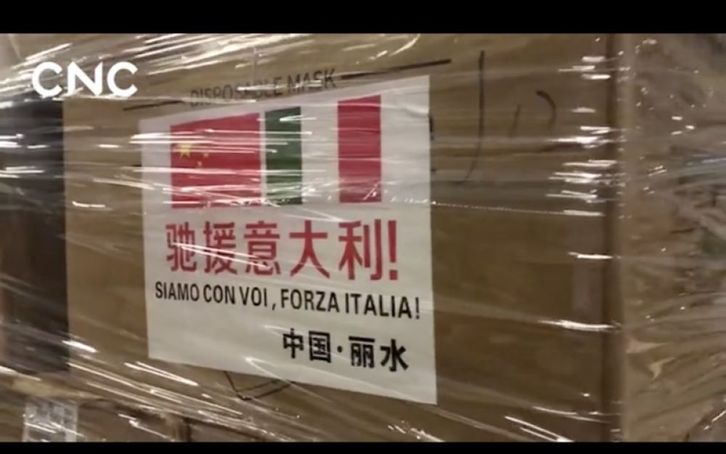 CNC
DISPOSABLE MASK
驰援意大利!
SIAMO CON VOI , FORZA ITALIA!
中国·丽水